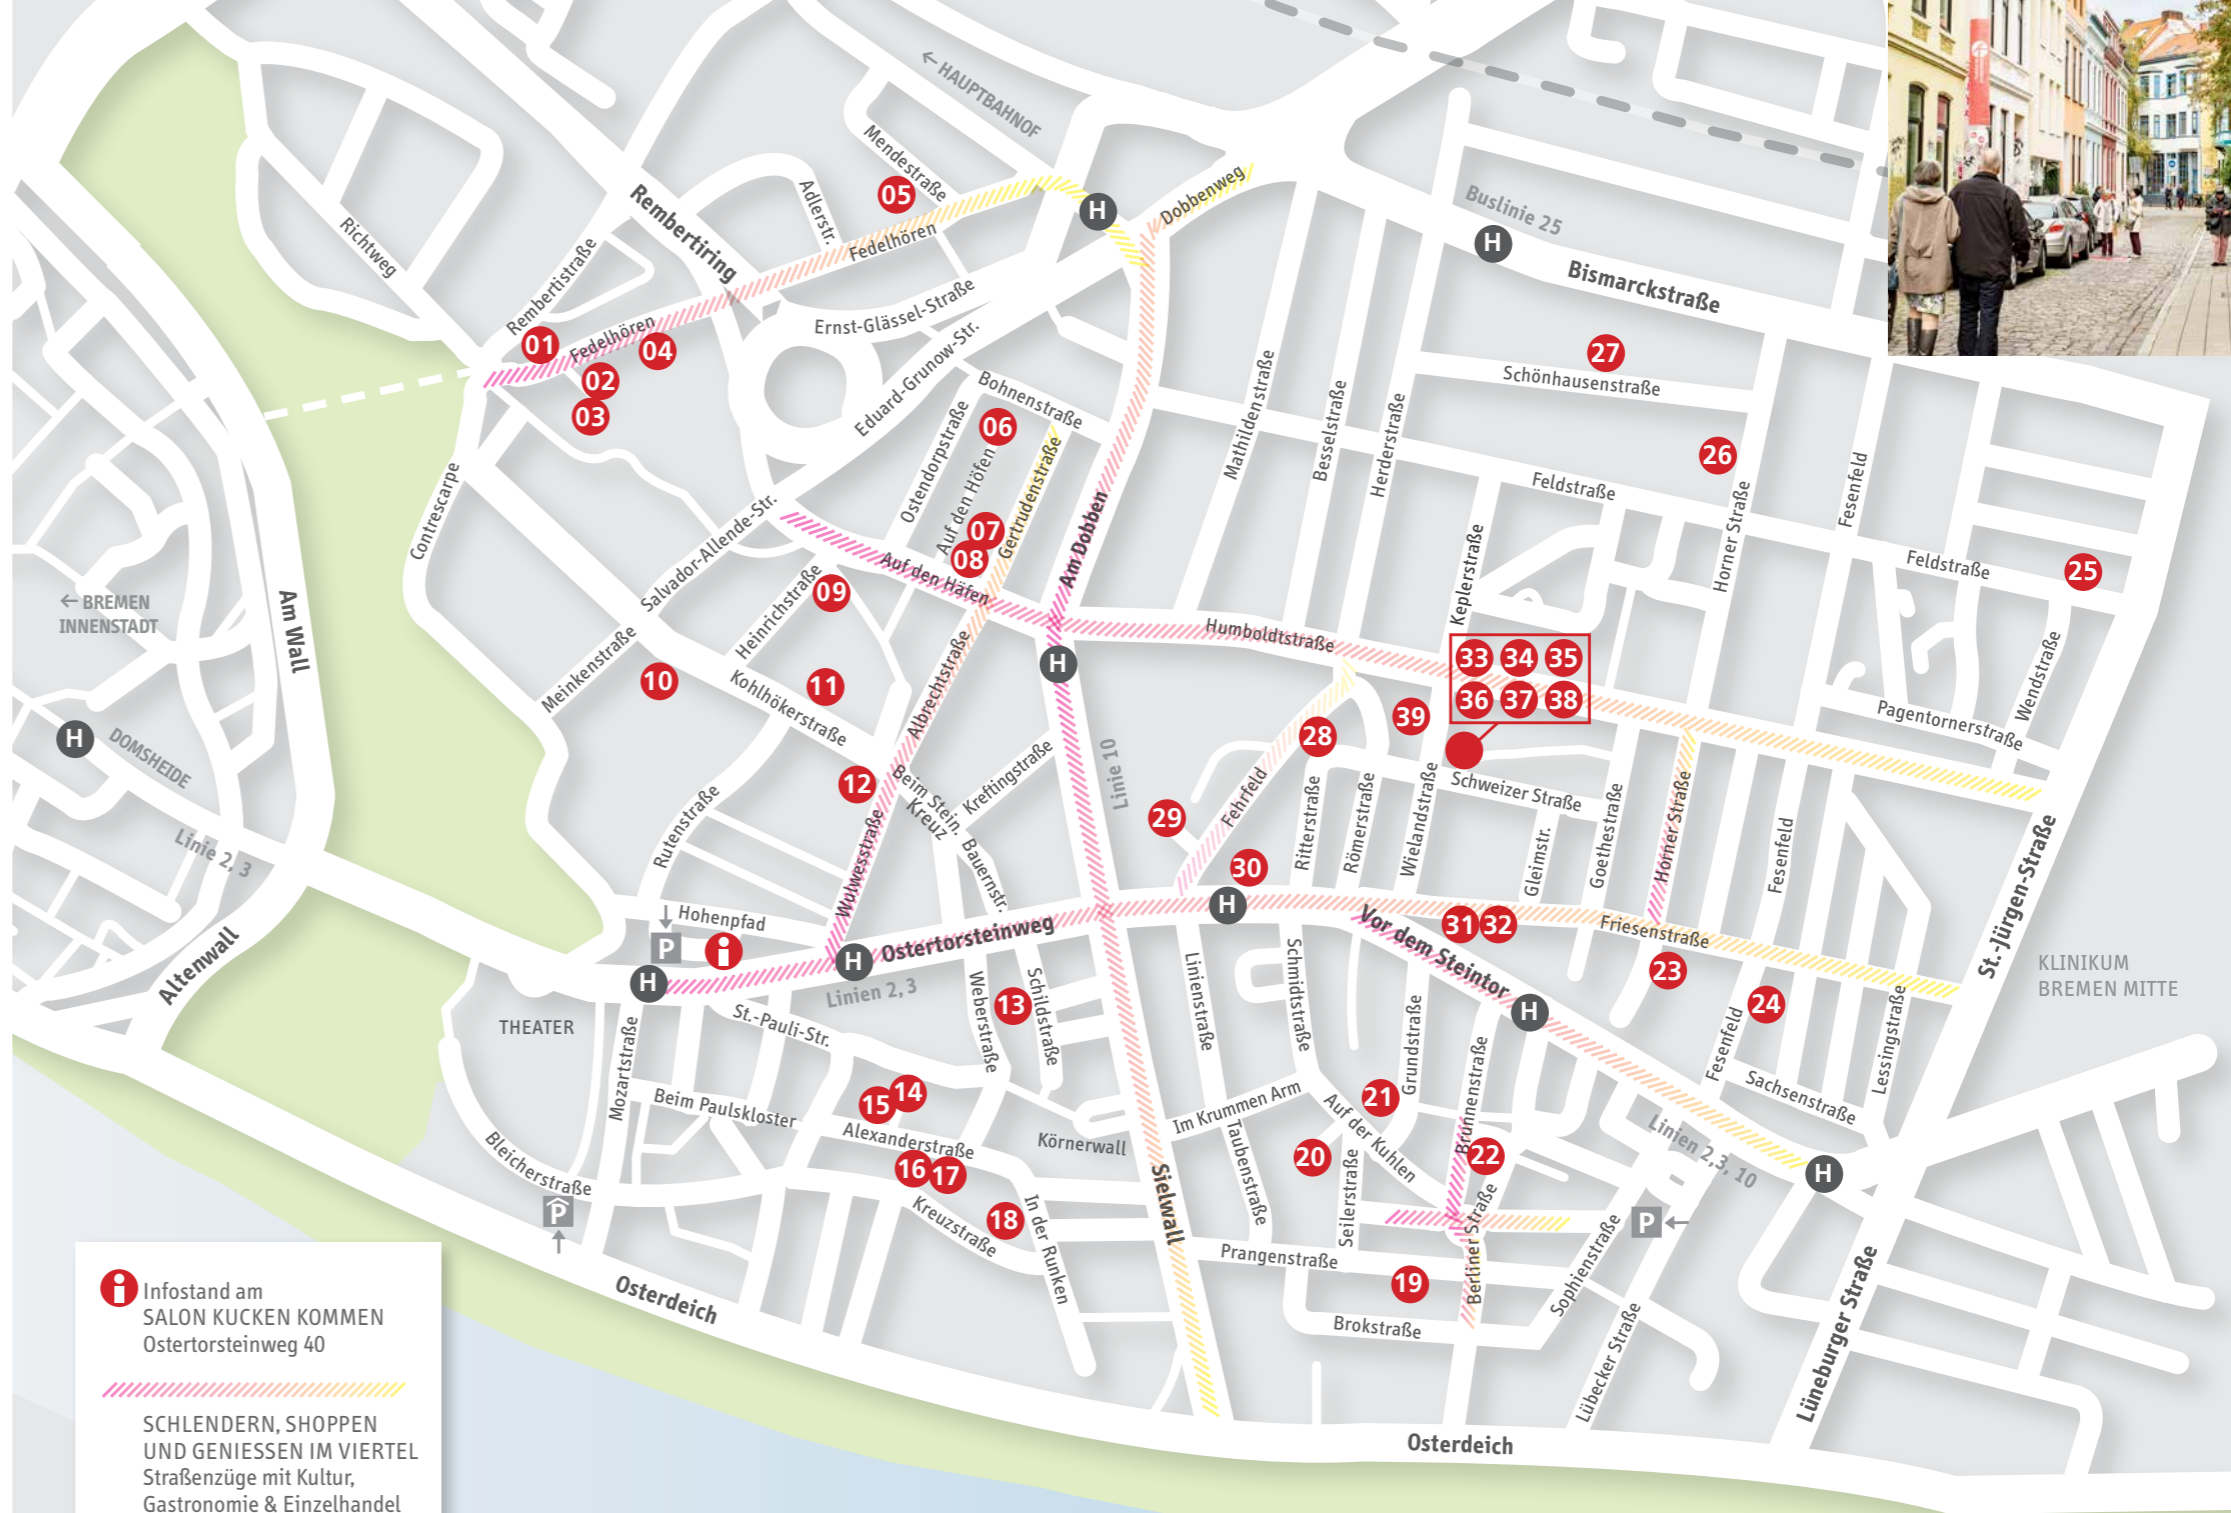 ← HAUPTBAHNOF
Mendestraße
05
Adlerstr.
Rembertiring
Richtweg
Rembertistraße
Fedelhören
H
Dobbenweg
Buslinie 25
H
Bismarckstraße
Ernst-Glässel-Straße
Eduard-Grunow-Str.
01
Fedelhören
04
02
03
27
Schönhausenstraße
Bohnenstraße
Ostendorpstraße
06
Auf den Höfen
Gertrudenstraße
Mathildenstraße
Besselstraße
Herderstraße
Contrescarpe
26
Feldstraße
Horner Straße
Fesenfeld
Salvador-Allende-Str.
07
08
Am Dobben
Auf den Häfen
Keplerstraße
Feldstraße
25
← BREMEN
INNENSTADT
Am Wall
Heinrichstraße
09
Meinkenstraße
10
11
Kohlhökerstraße
Albrechtstraße
H
Humboldtstraße
33 34 35
36 37 38
39
28
Wendstraße
Pagentornerstraße
H
DOMSHEIDE
Linie 2, 3
12
Beim Stein.
Kreuz
Kreftingstraße
Linie 10
Rutenstraße
Wulwesstraße
Bauernstr.
29
Fehrfeld
30
Ritterstraße
Römerstraße
Wielandstraße
Schweizer Straße
Gleimstr.
Goethestraße
Horner Straße
Fesenfeld
St.-Jürgen-Straße
Altenwall
Hohenpfad
P
i
H
H
Ostertorsteinweg
Linien 2, 3
H
Vor dem Steintor
31 32
Friesenstraße
23
24
KLINIKUM
BREMEN MITTE
THEATER
Mozartstraße
St.-Pauli-Str.
Weberstraße
13
Schildstraße
Linienstraße
Schmidtstraße
Grundstraße
H
Brunnenstraße
Fesenfeld
Sachsenstraße
Lessingstraße
Beim Paulskloster
15
14
Alexanderstraße
16
17
Körnerwall
Im Krummen Arm
21
Auf der Kuhlen
Taubenstraße
20
Seilerstraße
22
Linien 2,3, 10
H
Bleicherstraße
P
Kreuzstraße
18
In der Runken
Sielwall
Prangenstraße
19
Berliner Straße
P ←
Sophienstraße
Brokstraße
Lübecker Straße
Lüneburger Straße
Osterdeich
Osterdeich
i Infostand am
SALON KUCKEN KOMMEN
Ostertorsteinweg 40
SCHLENDERN, SHOPPEN
UND GENIESSEN IM VIERTEL
Straßenzüge mit Kultur,
Gastronomie & Einzelhandel